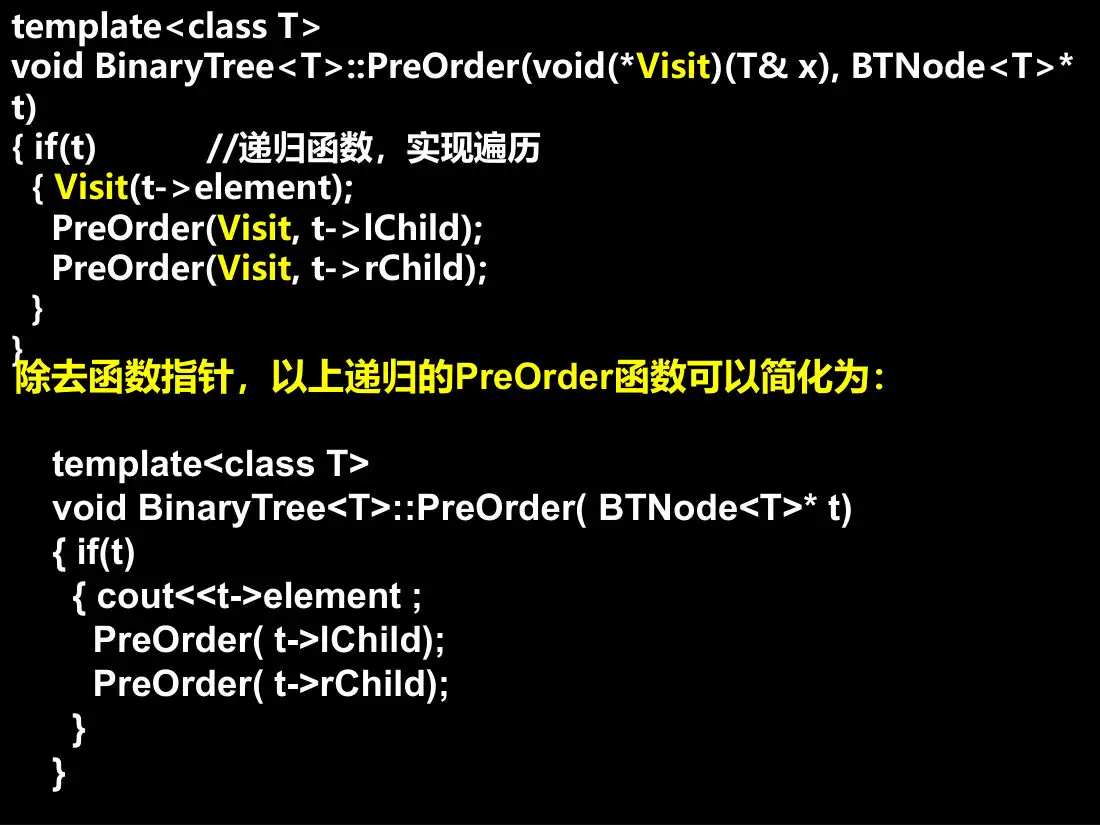 template<class T>
void BinaryTree<T>::PreOrder(void(*Visit)(T& x), BTNode<T>*
t)
{ if(t) //递归函数，实现遍历
{ Visit(t->element);
PreOrder(Visit, t->lChild);
PreOrder(Visit, t->rChild);
}
}
除去函数指针，以上递归的PreOrder函数可以简化为：
template<class T>
void BinaryTree<T>::PreOrder( BTNode<T>* t)
{ if(t)
{ cout<<t->element ;
PreOrder( t->lChild);
PreOrder( t->rChild);
}
}